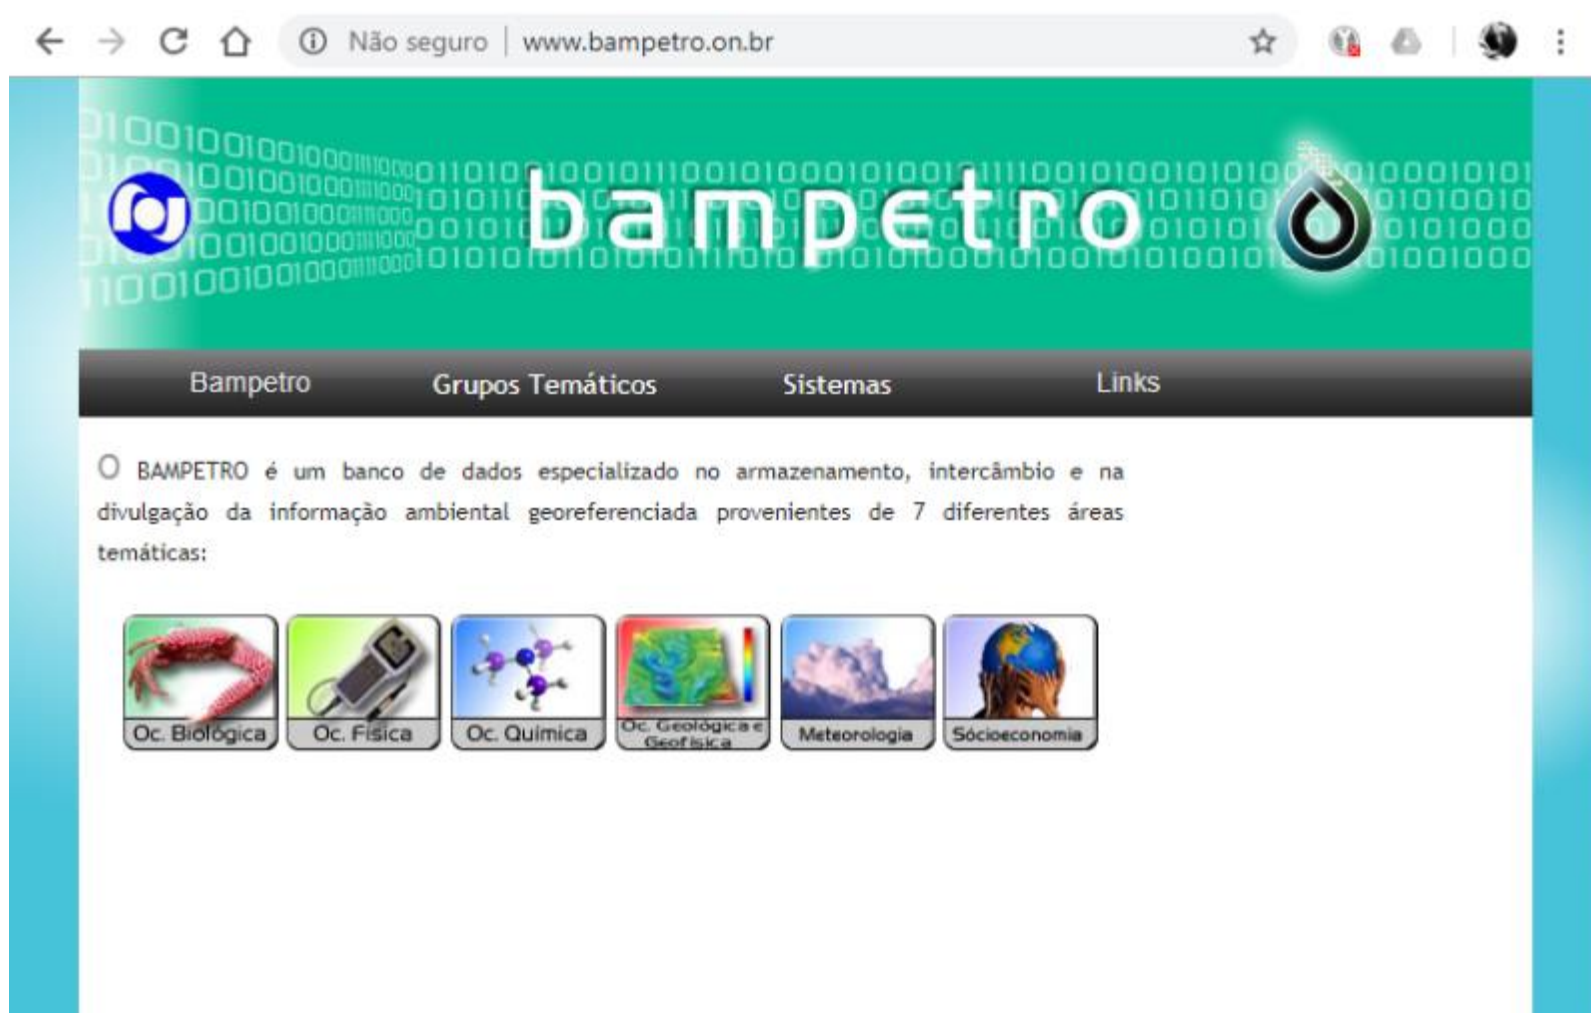 Não seguro | www.bampetro.on.br
bampetro
Bampetro Grupos Temáticos Sistemas Links
O BAMPETRO é um banco de dados especializado no armazenamento, intercâmbio e na
divulgação da informação ambiental georeferenciada provenientes de 7 diferentes áreas
temáticas:
Oc. Biológica Oc. Física Oc. Química Oc. Geológica e Geofísica Meteorologia Sócioeconomia